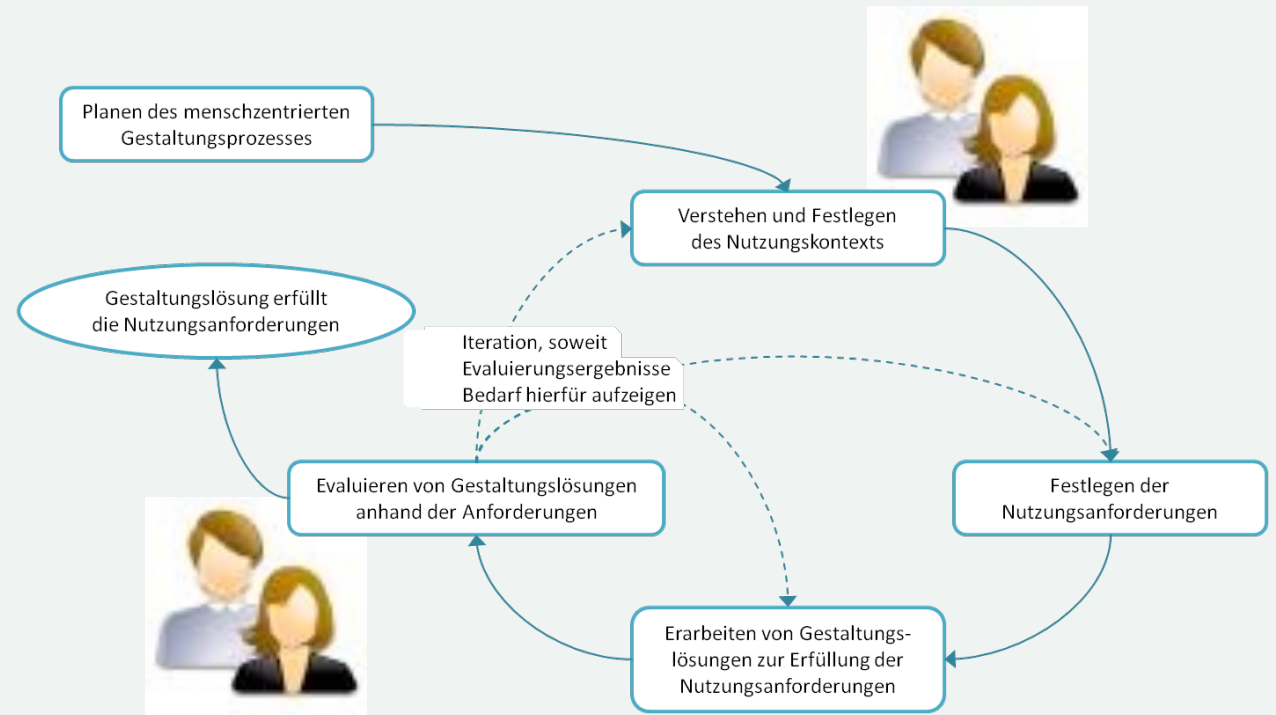 Planen des menschzentrierten
Gestaltungsprozesses
Verstehen und Festlegen
des Nutzungskontexts
Gestaltungslösung erfüllt
die Nutzungsanforderungen
Iteration, soweit
Evaluierungsergebnisse
Bedarf hierfür aufzeigen
Evaluieren von Gestaltungslösungen
anhand der Anforderungen
Festlegen der
Nutzungsanforderungen
Erarbeiten von Gestaltungs-
lösungen zur Erfüllung der
Nutzungsanforderungen